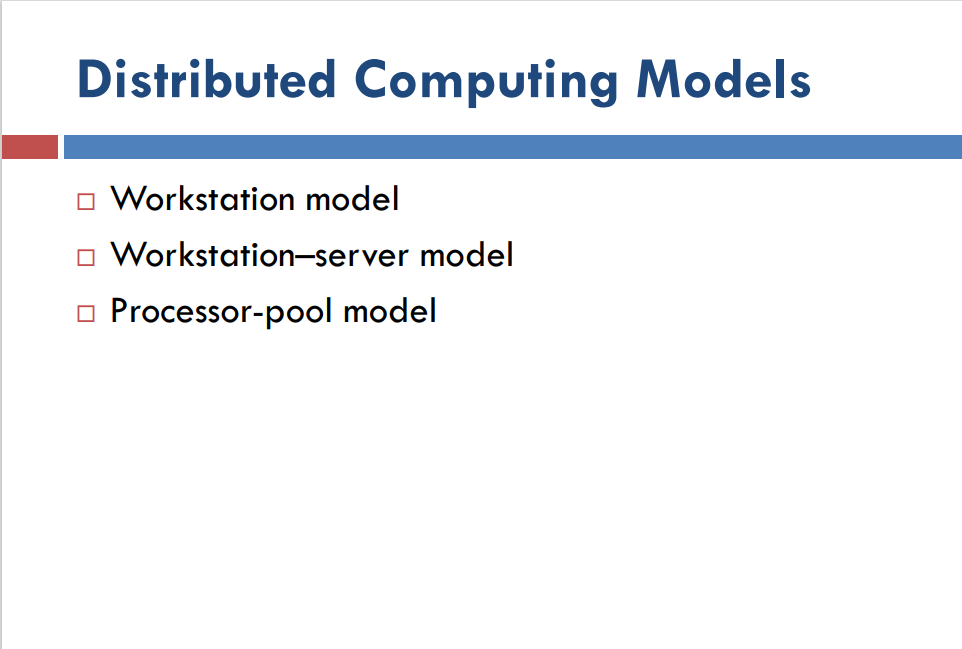 Distributed Computing Models
Workstation model
Workstation–server model
Processor-pool model